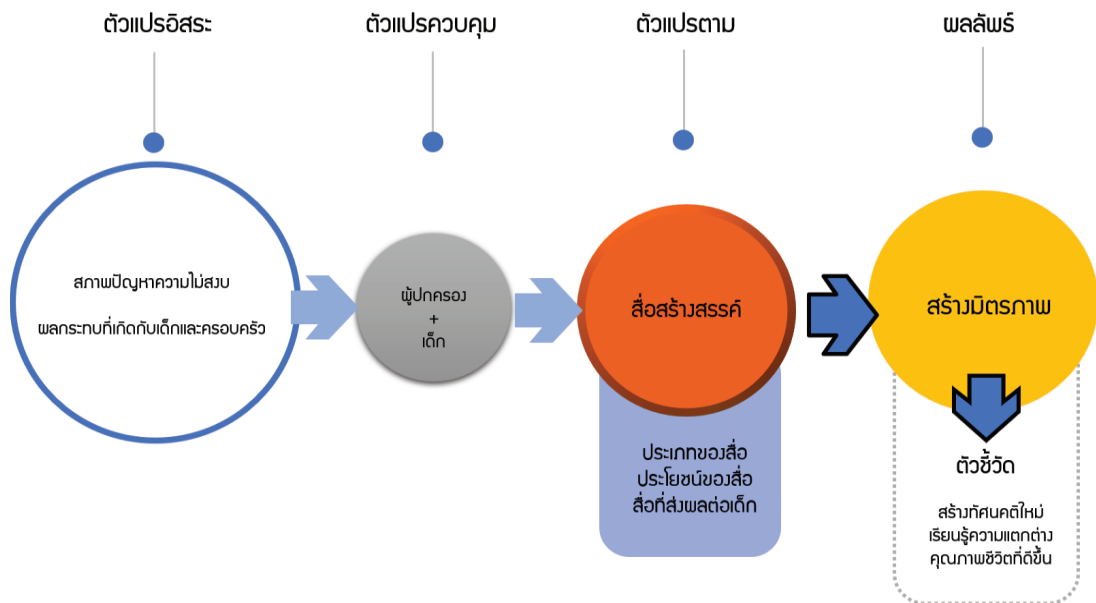 ตัวแปรอิสระ
ตัวแปรควบคุม
ตัวแปรตาม
ผลลัพธ์
สภาพปัญหาความไม่สงบ
ผลกระทบที่เกิดกับเด็กและครอบครัว
ผู้ปกครอง
+
เด็ก
สื่อสร้างสรรค์
ประเภทของสื่อ
ประโยชน์ของสื่อ
สื่อที่ส่งผลต่อเด็ก
สร้างมิตรภาพ
ตัวชี้วัด
สร้างทัศนคติใหม่
เรียนรู้ความแตกต่าง
คุณภาพชีวิตที่ดีขึ้น